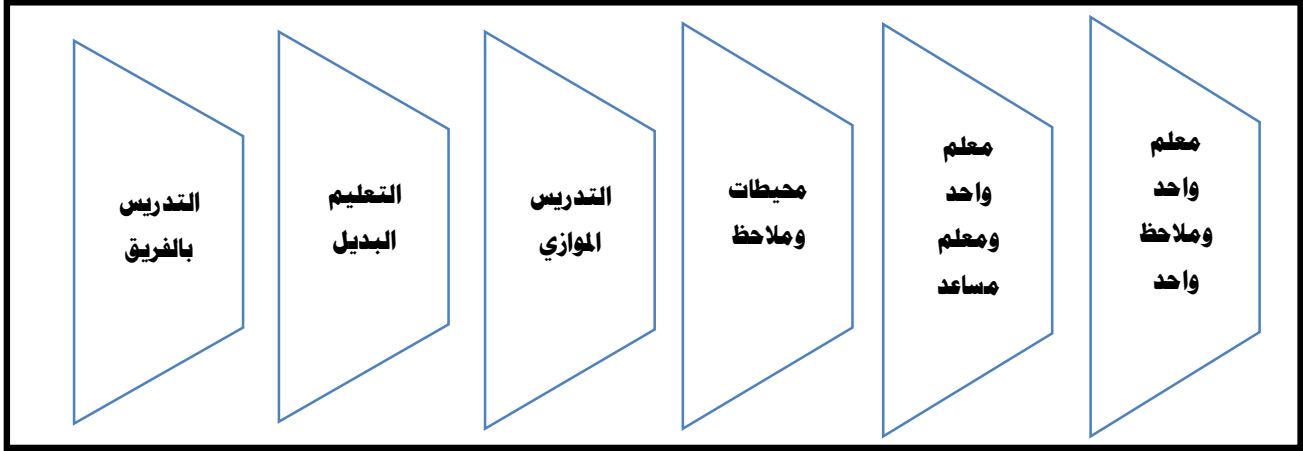 معلم
واحد
وملاحظ
واحد
معلم
واحد
ومعلم
مساعد
محيطات
وملاحظ
التدريس
الموازي
التعليم
البديل
التدريس
بالفريق